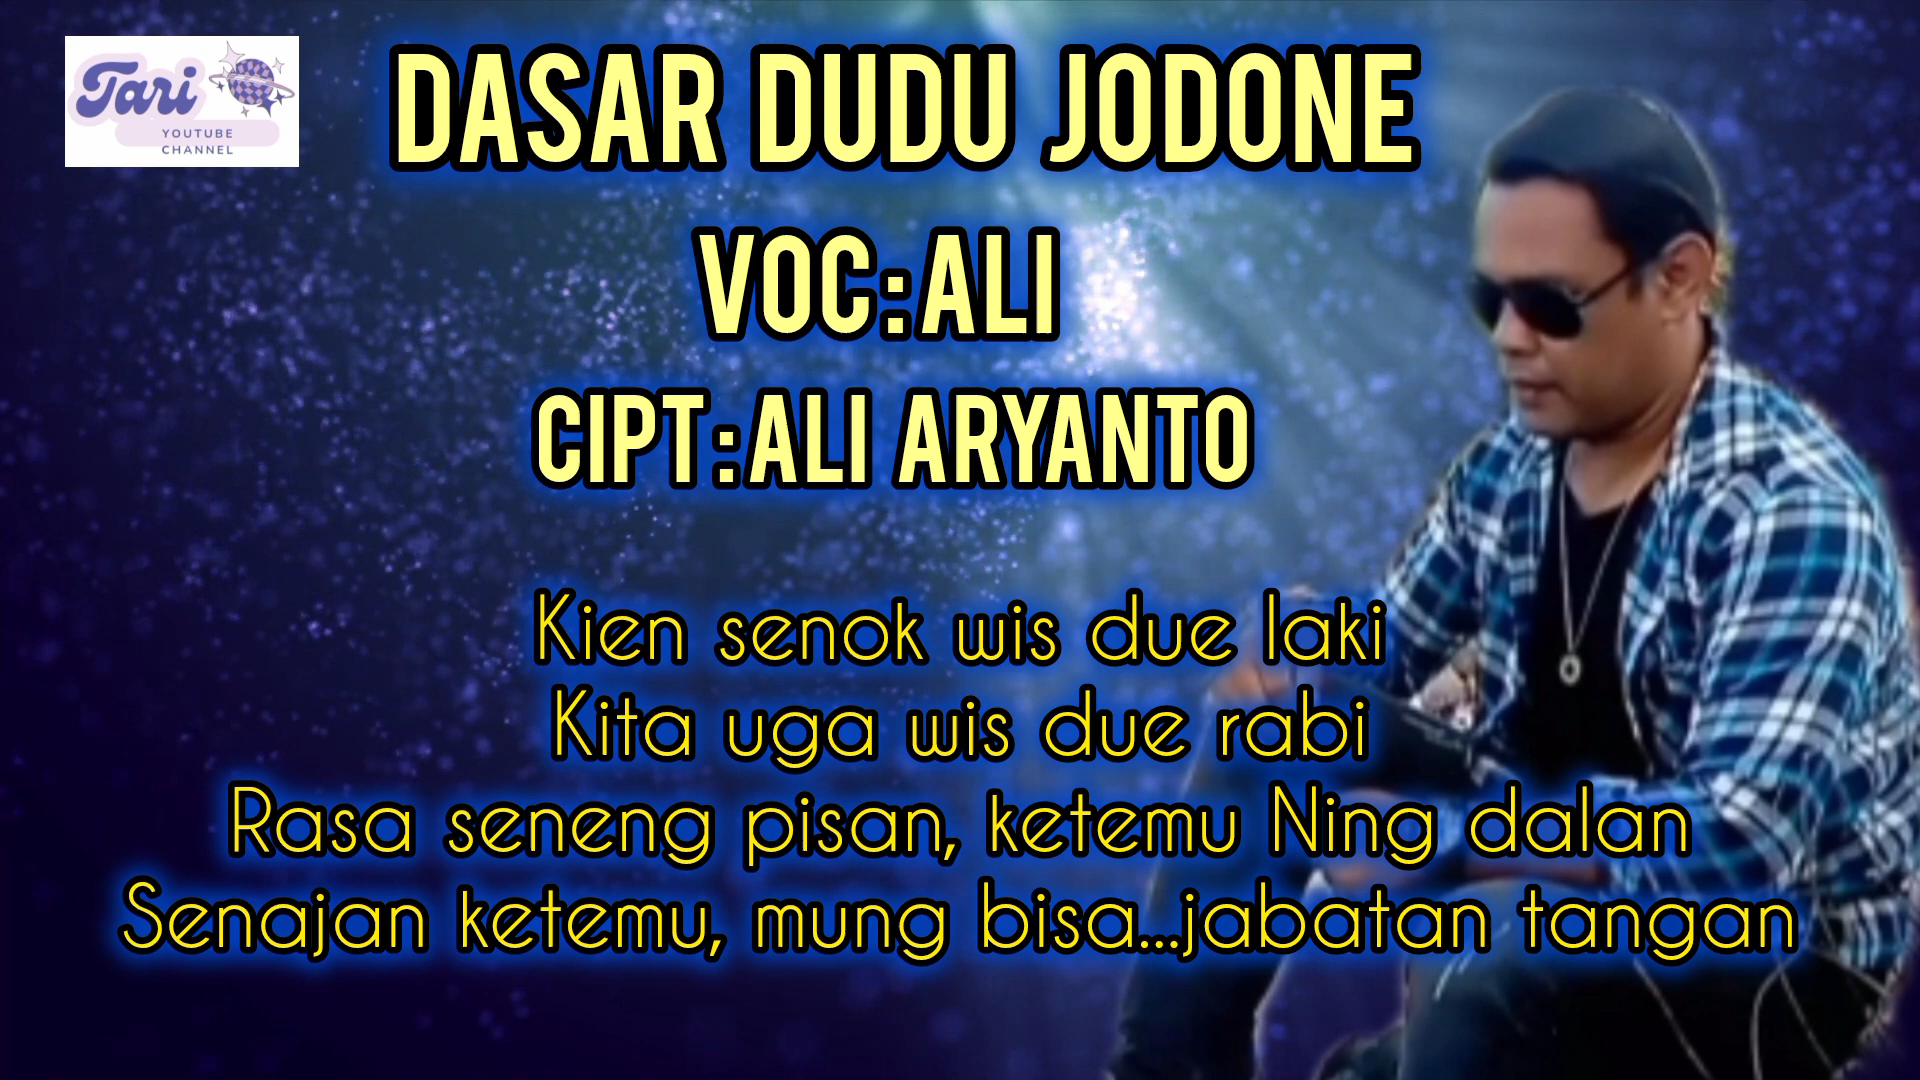 Tari
YOUTUBE
CHANNEL
DASAR DUDU JODONE
VOC:ALI
CIPT:ALI ARYANTO
Kien senok wis due laki
Kita uga wis due rabi
Rasa seneng pisan, ketemu Ning dalan
Senajan ketemu, mung bisa...jabatan tangan